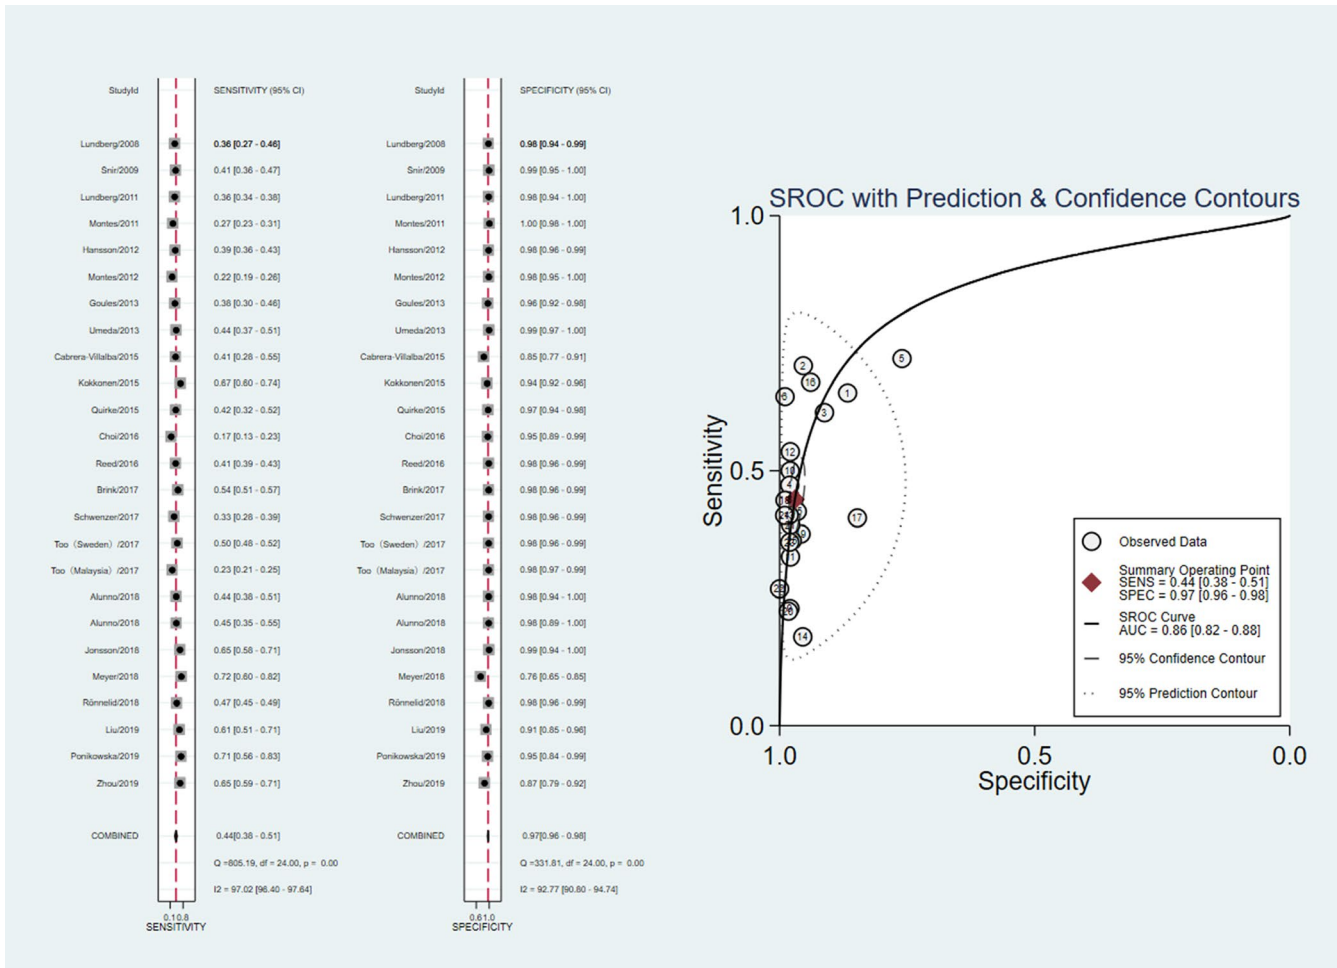 StudyId SENSITIVITY (95% CI) StudyId SPECIFICITY (95% CI)
Lundberg/2008 0.36 [0.27 - 0.46] Lundberg/2008 0.98 [0.94 - 0.99]
Snir/2009 0.41 [0.36 - 0.47] Snir/2009 0.99 [0.95 - 1.00]
Lundberg/2011 0.36 [0.34 - 0.38] Lundberg/2011 0.98 [0.94 - 1.00]
Montes/2011 0.27 [0.23 - 0.31] Montes/2011 1.00 [0.98 - 1.00]
Hansson/2012 0.39 [0.36 - 0.43] Hansson/2012 0.98 [0.96 - 0.99]
Montes/2012 0.22 [0.19 - 0.26] Montes/2012 0.98 [0.95 - 1.00]
Goules/2013 0.38 [0.30 - 0.46] Goules/2013 0.96 [0.92 - 0.98]
Umeda/2013 0.44 [0.37 - 0.51] Umeda/2013 0.99 [0.97 - 1.00]
Cabrera-Villalba/2015 0.41 [0.28 - 0.55] Cabrera-Villalba/2015 0.85 [0.77 - 0.91]
Kokkonen/2015 0.67 [0.60 - 0.74] Kokkonen/2015 0.94 [0.92 - 0.96]
Quirke/2015 0.42 [0.32 - 0.52] Quirke/2015 0.97 [0.94 - 0.98]
Choi/2016 0.17 [0.13 - 0.23] Choi/2016 0.95 [0.89 - 0.99]
Reed/2016 0.41 [0.39 - 0.43] Reed/2016 0.98 [0.96 - 0.99]
Brink/2017 0.54 [0.51 - 0.57] Brink/2017 0.98 [0.96 - 0.99]
Schwenzer/2017 0.33 [0.28 - 0.39] Schwenzer/2017 0.98 [0.96 - 0.99]
Too（Sweden）/2017 0.50 [0.48 - 0.52] Too（Sweden）/2017 0.98 [0.96 - 0.99]
Too（Malaysia）/2017 0.23 [0.21 - 0.25] Too（Malaysia）/2017 0.98 [0.97 - 0.99]
Alunno/2018 0.44 [0.38 - 0.51] Alunno/2018 0.98 [0.94 - 1.00]
Alunno/2018 0.45 [0.35 - 0.55] Alunno/2018 0.98 [0.89 - 1.00]
Jonsson/2018 0.65 [0.58 - 0.71] Jonsson/2018 0.99 [0.94 - 1.00]
Meyer/2018 0.72 [0.60 - 0.82] Meyer/2018 0.76 [0.65 - 0.85]
Rönnelid/2018 0.47 [0.45 - 0.49] Rönnelid/2018 0.98 [0.96 - 0.99]
Liu/2019 0.61 [0.51 - 0.71] Liu/2019 0.91 [0.85 - 0.96]
Ponikowska/2019 0.71 [0.56 - 0.83] Ponikowska/2019 0.95 [0.84 - 0.99]
Zhou/2019 0.65 [0.59 - 0.71] Zhou/2019 0.87 [0.79 - 0.92]
COMBINED 0.44[0.38 - 0.51] COMBINED 0.97[0.96 - 0.98]
Q =805.19, df = 24.00, p = 0.00 Q =331.81, df = 24.00, p = 0.00
I2 = 97.02 [96.40 - 97.64] I2 = 92.77 [90.80 - 94.74]
0.10.8 0.61.0
SENSITIVITY SPECIFICITY
SROC with Prediction & Confidence Contours
1.0
5
2
16
1
6
3
12
10
0.5
4
17
14
0.0
Sensitivity
1.0 0.5 0.0
Specificity
Observed Data
Summary Operating Point
SENS = 0.44 [0.38 - 0.51]
SPEC = 0.97 [0.96 - 0.98]
SROC Curve
AUC = 0.86 [0.82 - 0.88]
95% Confidence Contour
95% Prediction Contour